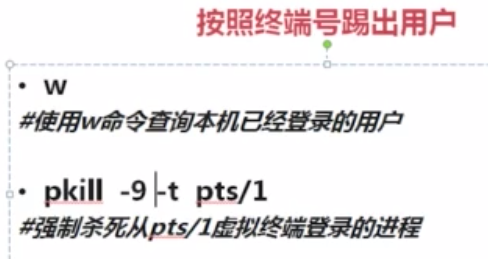 按照终端号踢出用户
• w
#使用w命令查询本机已经登录的用户
• pkill -9 -t pts/1
#强制杀死从pts/1虚拟终端登录的进程